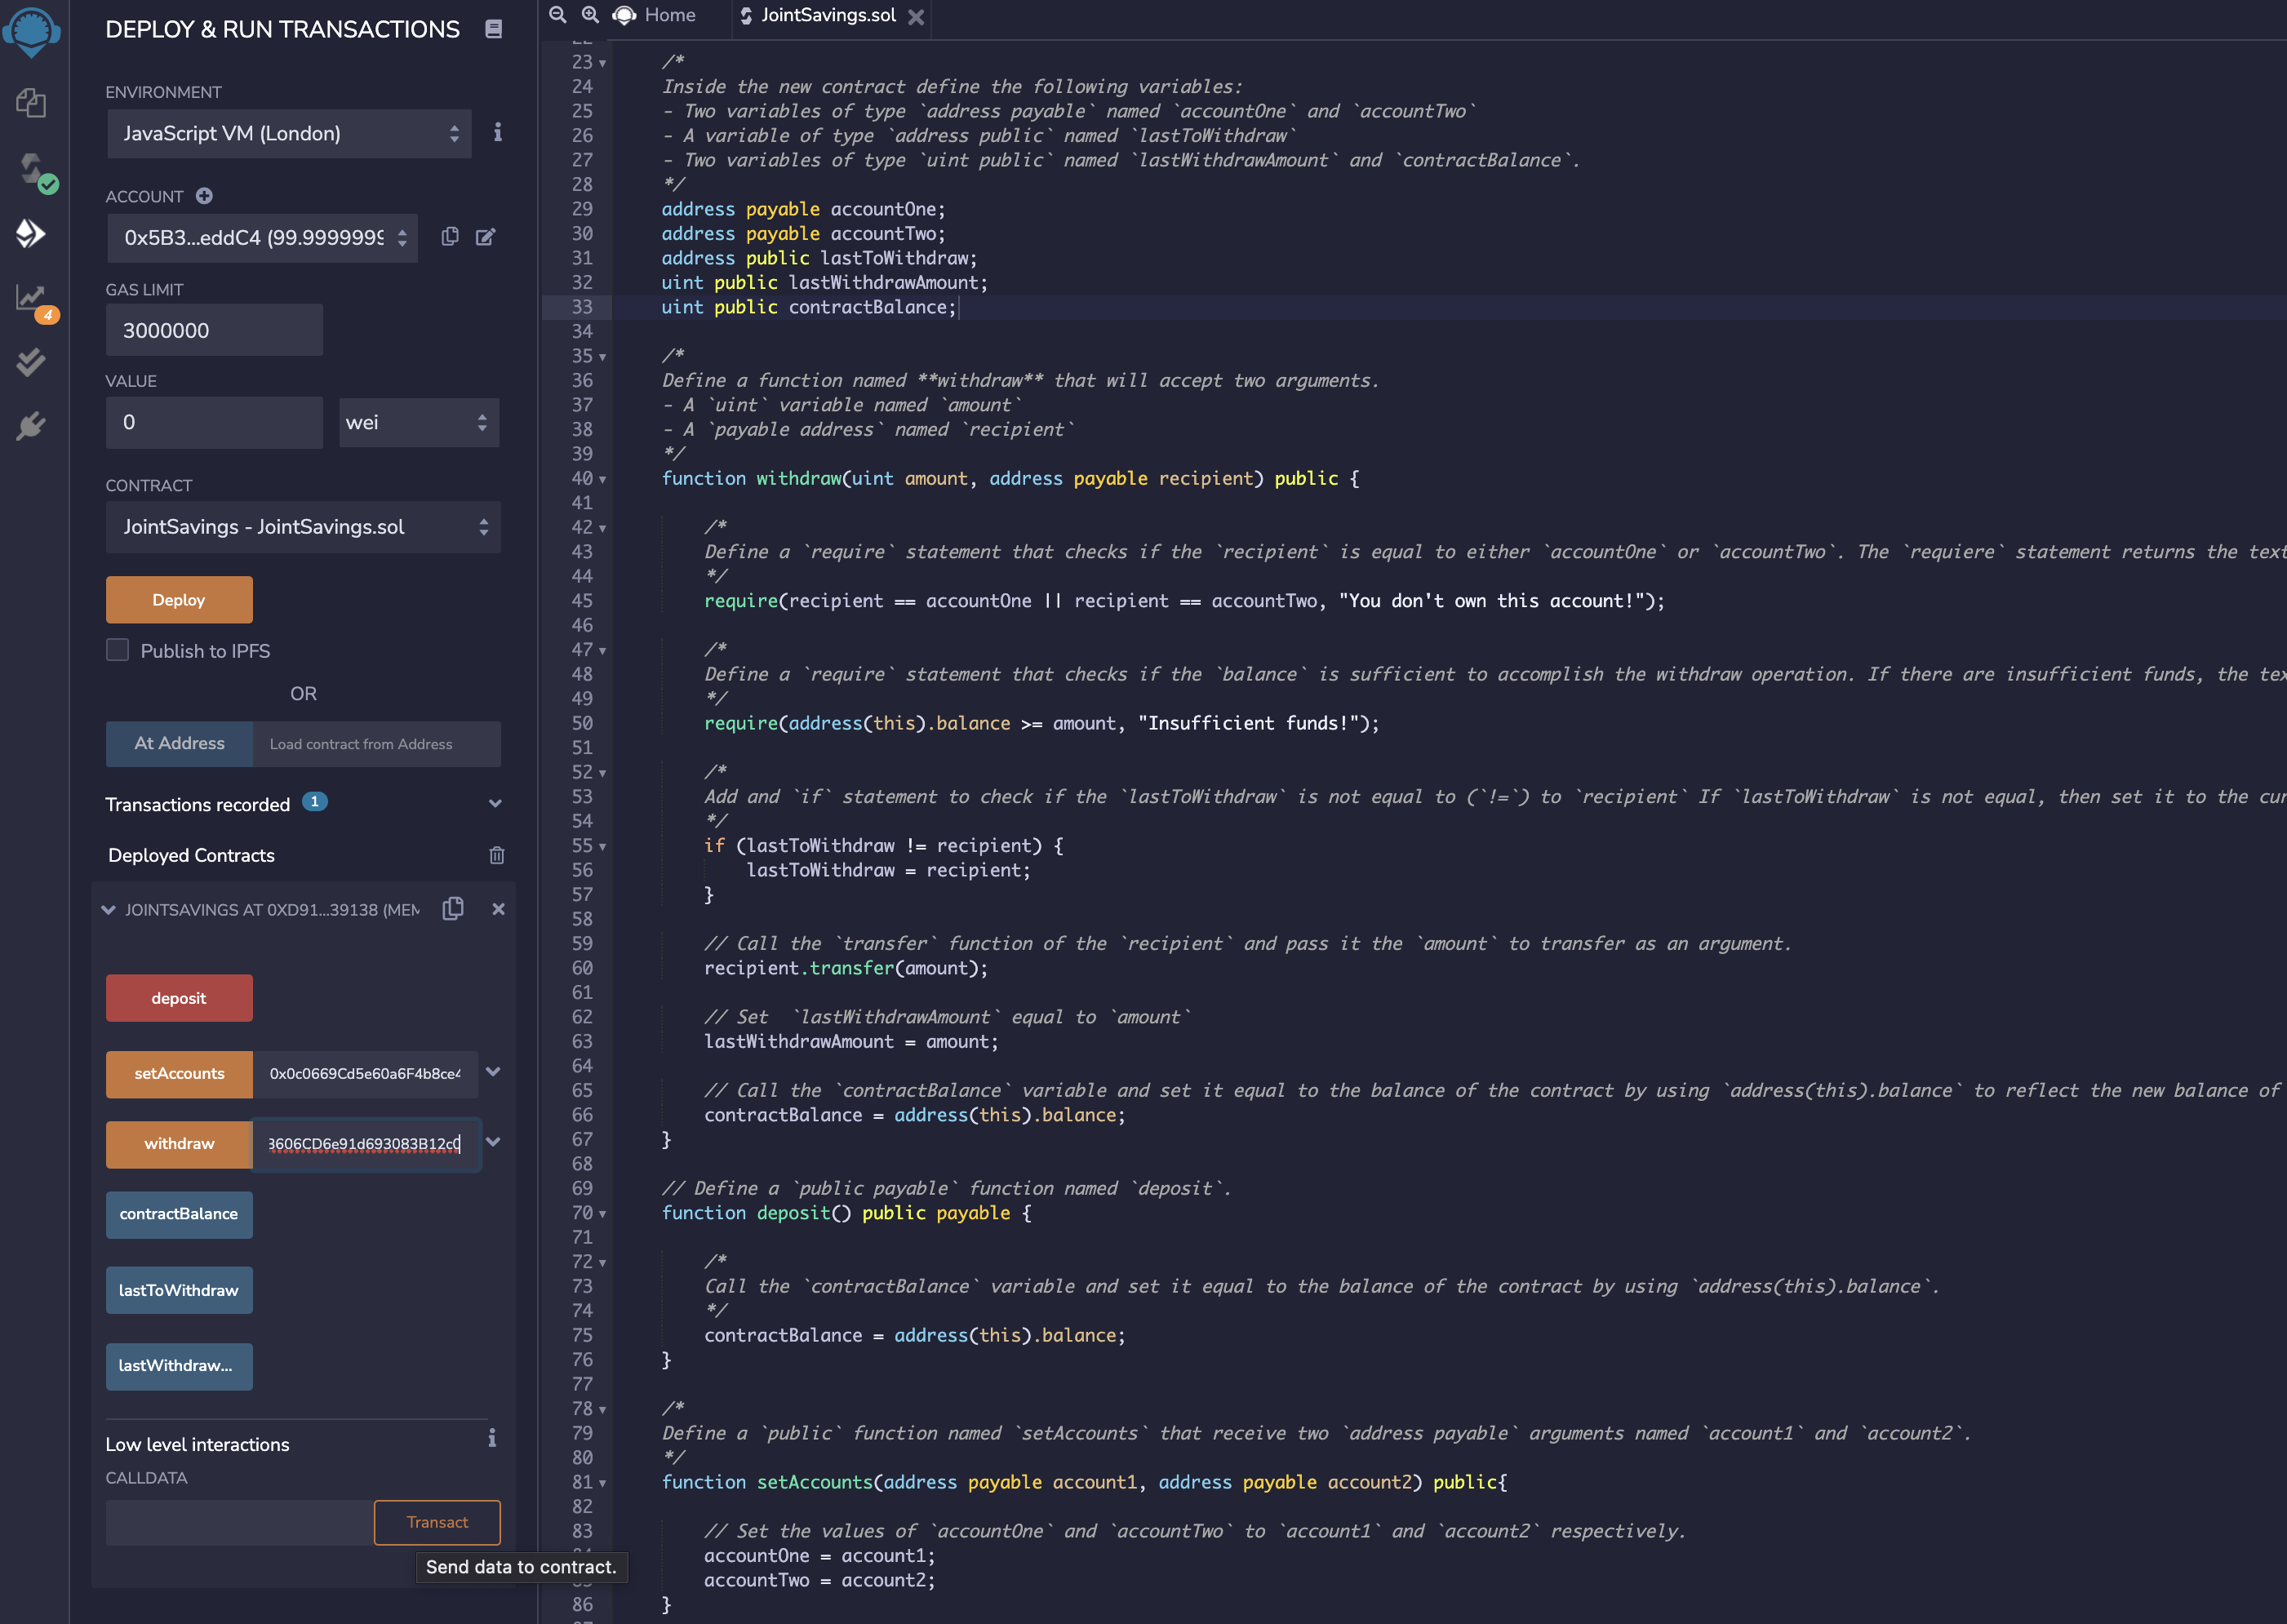 DEPLOY & RUN TRANSACTIONS
ENVIRONMENT
JavaScript VM (London)
ACCOUNT
0x5B3...eddC4 (99.9999999
GAS LIMIT
3000000
4
VALUE
0
wei
CONTRACT
JointSavings - JointSavings.sol
Deploy
Publish to IPFS
OR
At Address
Load contract from Address
Transactions recorded 1
Deployed Contracts
JOINTSAVINGS AT 0XD91...39138 (MEM
deposit
setAccounts
0x0c0669Cd5e60a6F4b8ce4
withdraw
3606CD6e91d693083B12c0
contractBalance
lastToWithdraw
lastWithdraw...
Low level interactions
CALLDATA
Transact
Send data to contract.
Home
JointSavings.sol
23 /*
24 Inside the new contract define the following variables:
25 - Two variables of type `address payable` named `accountOne` and `accountTwo`
26 - A variable of type `address public` named `lastToWithdraw`
27 - Two variables of type `uint public` named `lastWithdrawAmount` and `contractBalance`.
28 */
29 address payable accountOne;
30 address payable accountTwo;
31 address public lastToWithdraw;
32 uint public lastWithdrawAmount;
33 uint public contractBalance;
34
35 /*
36 Define a function named **withdraw** that will accept two arguments.
37 - A `uint` variable named `amount`
38 - A `payable address` named `recipient`
39 */
40 function withdraw(uint amount, address payable recipient) public {
41
42 /*
43 Define a `require` statement that checks if the `recipient` is equal to either `accountOne` or `accountTwo`. The `requiere` statement returns the text
44 */
45 require(recipient == accountOne || recipient == accountTwo, "You don't own this account!");
46
47 /*
48 Define a `require` statement that checks if the `balance` is sufficient to accomplish the withdraw operation. If there are insufficient funds, the tex
49 */
50 require(address(this).balance >= amount, "Insufficient funds!");
51
52 /*
53 Add and `if` statement to check if the `lastToWithdraw` is not equal to (`!=`) to `recipient` If `lastToWithdraw` is not equal, then set it to the cur
54 */
55 if (lastToWithdraw != recipient) {
56 lastToWithdraw = recipient;
57 }
58
59 // Call the `transfer` function of the `recipient` and pass it the `amount` to transfer as an argument.
60 recipient.transfer(amount);
61
62 // Set  `lastWithdrawAmount` equal to `amount`
63 lastWithdrawAmount = amount;
64
65 // Call the `contractBalance` variable and set it equal to the balance of the contract by using `address(this).balance` to reflect the new balance of
66 contractBalance = address(this).balance;
67 }
68
69 // Define a `public payable` function named `deposit`.
70 function deposit() public payable {
71
72 /*
73 Call the `contractBalance` variable and set it equal to the balance of the contract by using `address(this).balance`.
74 */
75 contractBalance = address(this).balance;
76 }
77
78 /*
79 Define a `public` function named `setAccounts` that receive two `address payable` arguments named `account1` and `account2`.
80 */
81 function setAccounts(address payable account1, address payable account2) public{
82
83 // Set the values of `accountOne` and `accountTwo` to `account1` and `account2` respectively.
accountOne = account1;
accountTwo = account2;
86 }